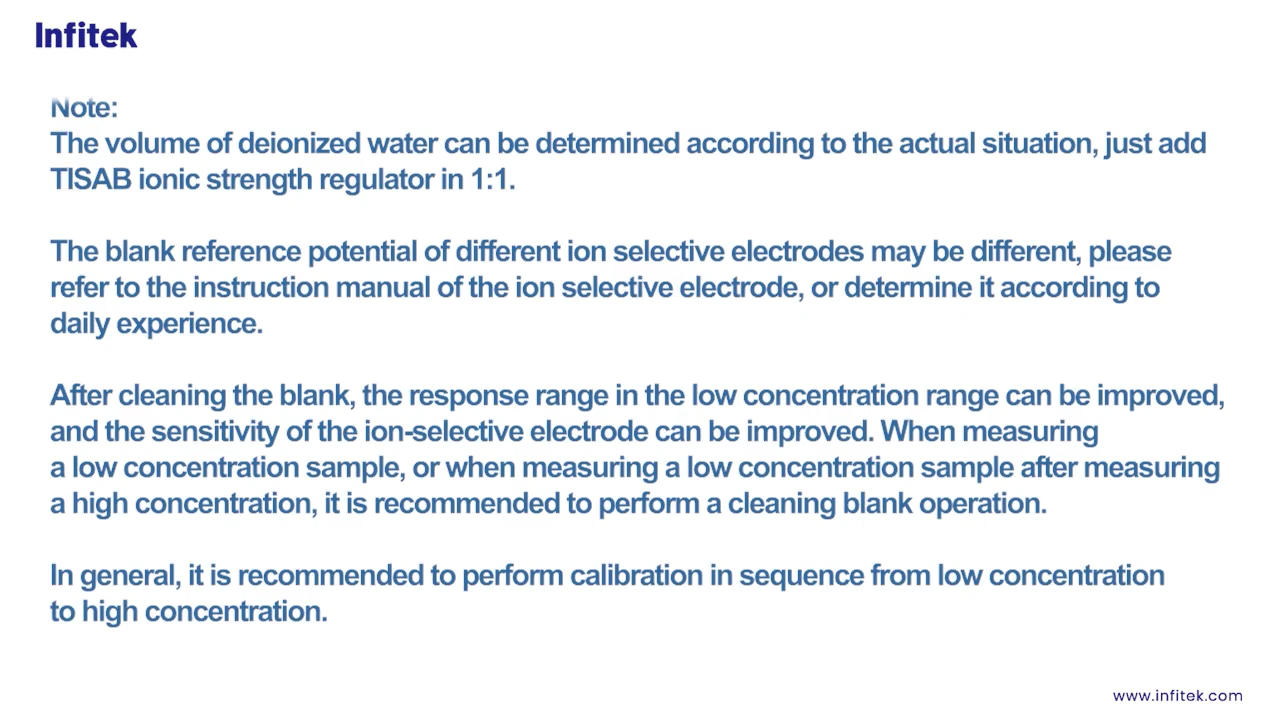 Infitek
Note:
The volume of deionized water can be determined according to the actual situation, just add
TISAB ionic strength regulator in 1:1.
The blank reference potential of different ion selective electrodes may be different, please
refer to the instruction manual of the ion selective electrode, or determine it according to
daily experience.
After cleaning the blank, the response range in the low concentration range can be improved,
and the sensitivity of the ion-selective electrode can be improved. When measuring
a low concentration sample, or when measuring a low concentration sample after measuring
a high concentration, it is recommended to perform a cleaning blank operation.
In general, it is recommended to perform calibration in sequence from low concentration
to high concentration.
www.infitek.com